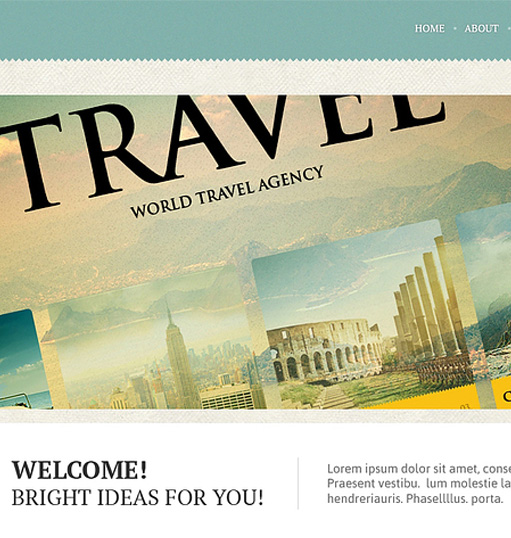 HOME • ABOUT
TRAVEL
WORLD TRAVEL AGENCY
WELCOME!
BRIGHT IDEAS FOR YOU!
Lorem ipsum dolor sit amet, conse
Praesent vestibu. lum molestie la
hendreriauris. Phasellllus. porta.